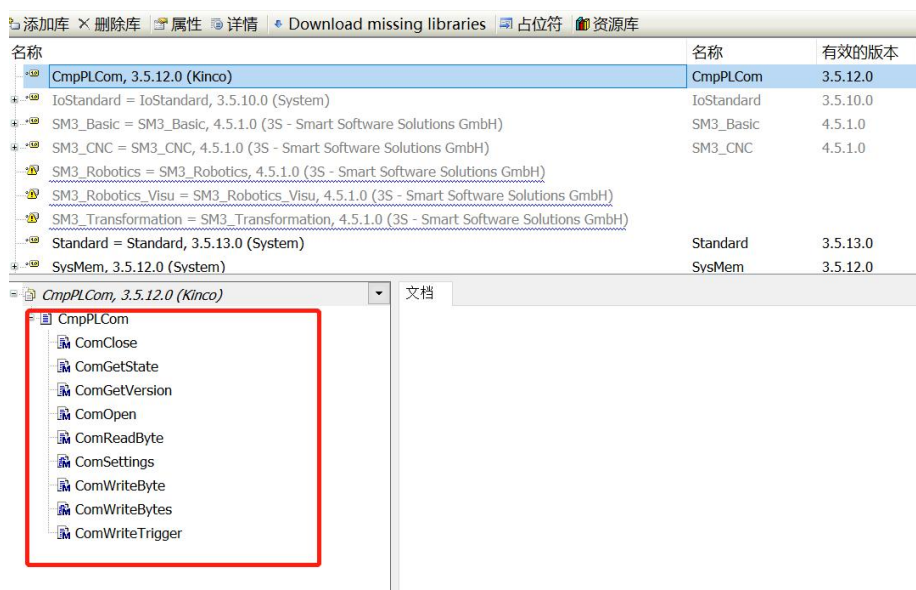 添加库 删除库 属性 详情 Download missing libraries 占位符 资源库
名称 名称 有效的版本
CmpPLCom, 3.5.12.0 (Kinco) CmpPLCom 3.5.12.0
IoStandard = IoStandard, 3.5.10.0 (System) IoStandard 3.5.10.0
SM3_Basic = SM3_Basic, 4.5.1.0 (3S - Smart Software Solutions GmbH) SM3_Basic 4.5.1.0
SM3_CNC = SM3_CNC, 4.5.1.0 (3S - Smart Software Solutions GmbH) SM3_CNC 4.5.1.0
SM3_Robotics = SM3_Robotics, 4.5.1.0 (3S - Smart Software Solutions GmbH)
SM3_Robotics_Visu = SM3_Robotics_Visu, 4.5.1.0 (3S - Smart Software Solutions GmbH)
SM3_Transformation = SM3_Transformation, 4.5.1.0 (3S - Smart Software Solutions GmbH)
Standard = Standard, 3.5.13.0 (System) Standard 3.5.13.0
SysMem, 3.5.12.0 (System) SysMem 3.5.12.0
CmpPLCom, 3.5.12.0 (Kinco) 文档
CmpPLCom
ComClose
ComGetState
ComGetVersion
ComOpen
ComReadByte
ComSettings
ComWriteByte
ComWriteBytes
ComWriteTrigger